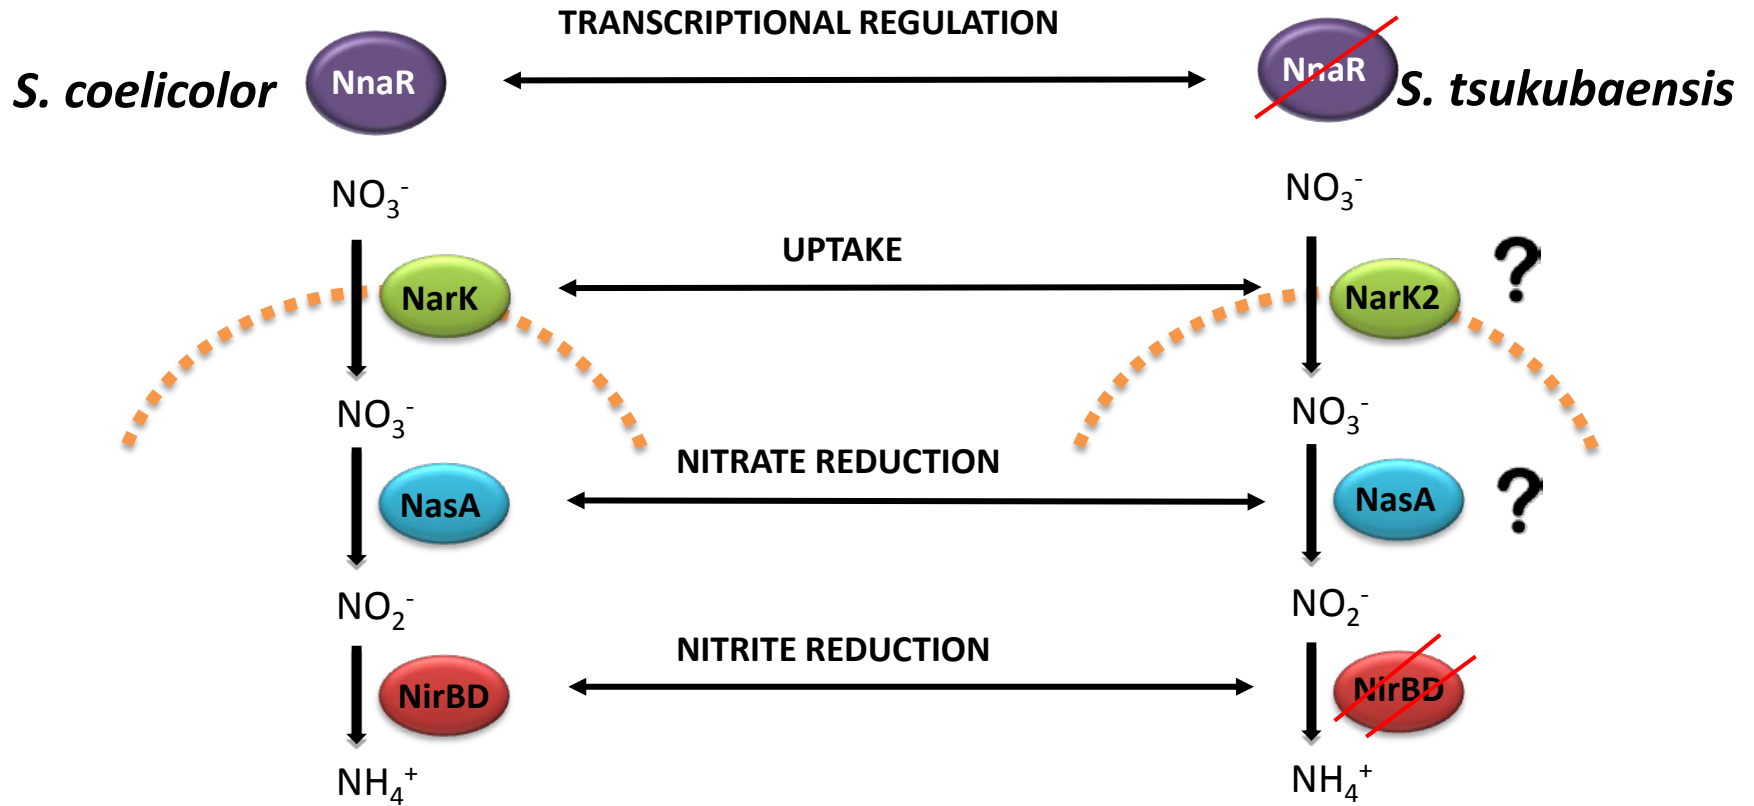 TRANSCRIPTIONAL REGULATION
S. coelicolor NnaR NnaR S. tsukubaensis
NO₃⁻ NO₃⁻
UPTAKE
NarK NarK2 ?
NO₃⁻ NO₃⁻
NITRATE REDUCTION
NasA NasA ?
NO₂⁻ NO₂⁻
NITRITE REDUCTION
NirBD NirBD
NH₄⁺ NH₄⁺